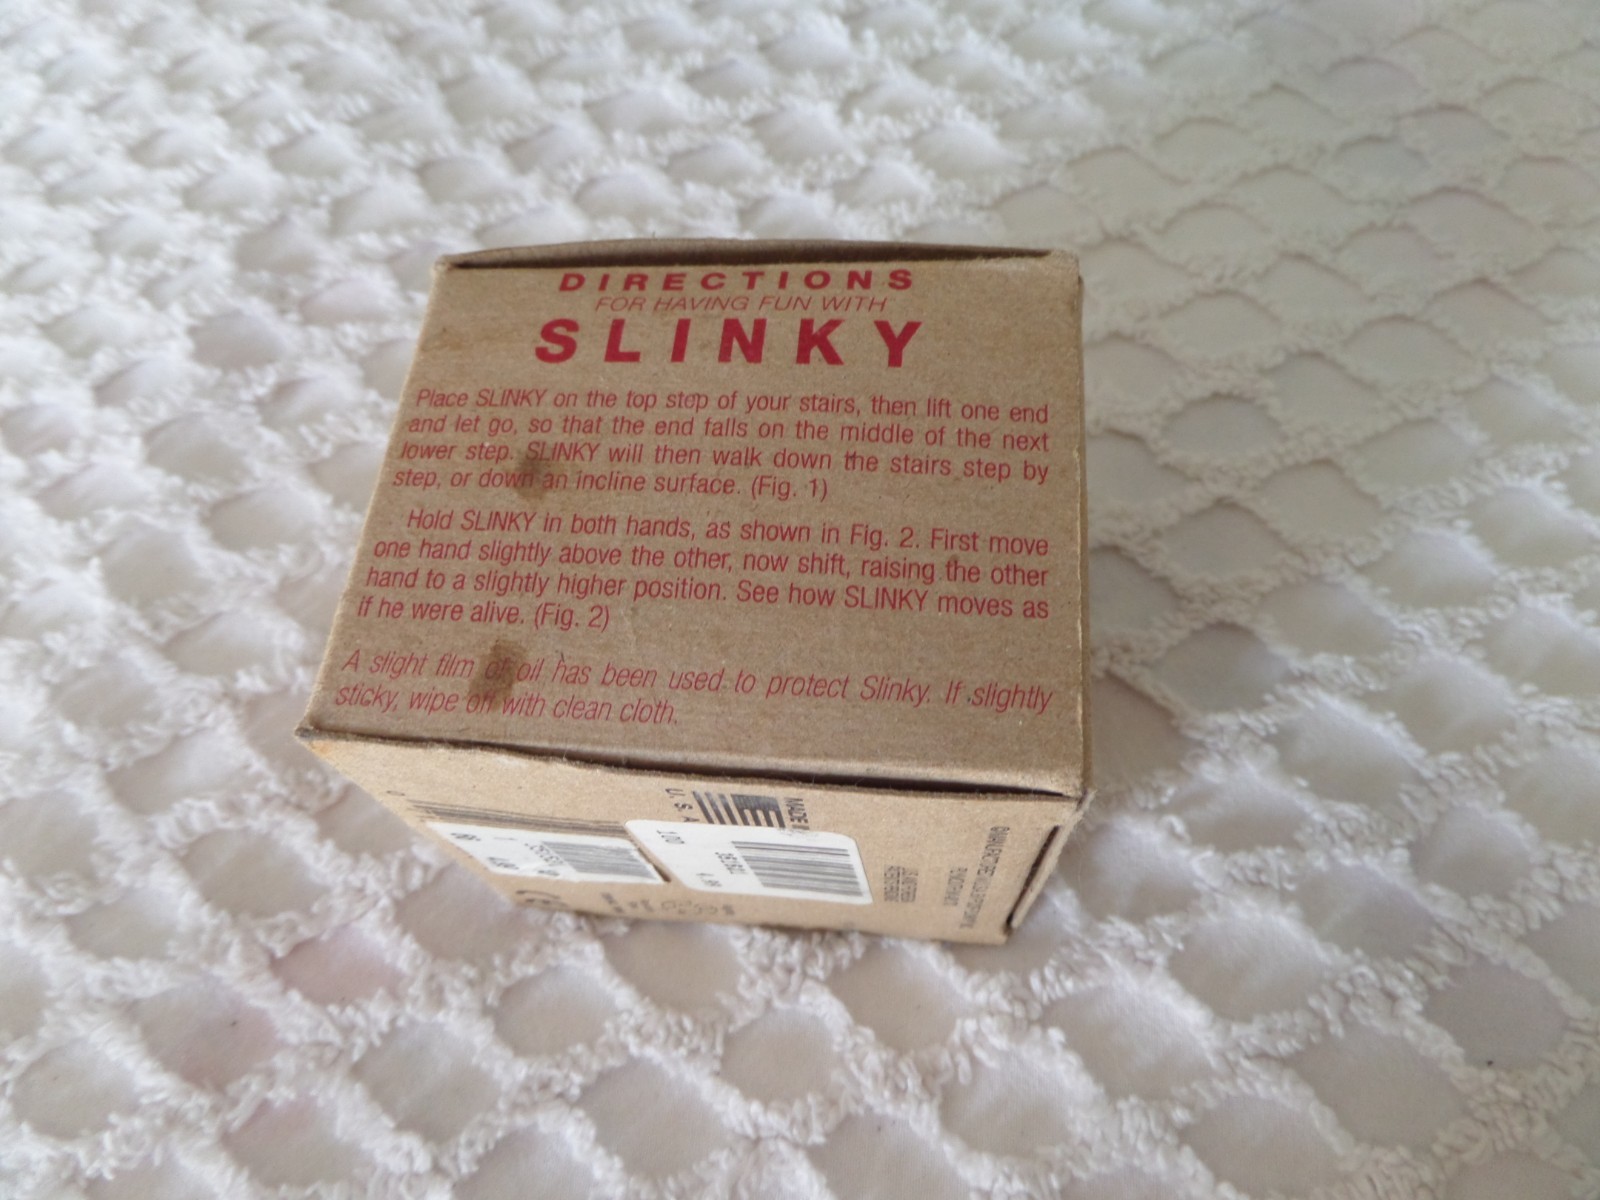 DIRECTIONS
FOR HAVING FUN WITH
SLINKY
Place SLINKY on the top step of your stairs, then lift one end
and let go, so that the end falls on the middle of the next
lower step. SLINKY will then walk down the stairs step by
step, or down an incline surface. (Fig. 1)
Hold SLINKY in both hands, as shown in Fig. 2. First move
one hand slightly above the other, now shift, raising the other
hand to a slightly higher position. See how SLINKY moves as
if he were alive. (Fig. 2)
A slight film of oil has been used to protect Slinky. If slightly
sticky, wipe off with clean cloth.
MADE
U.S.A
100